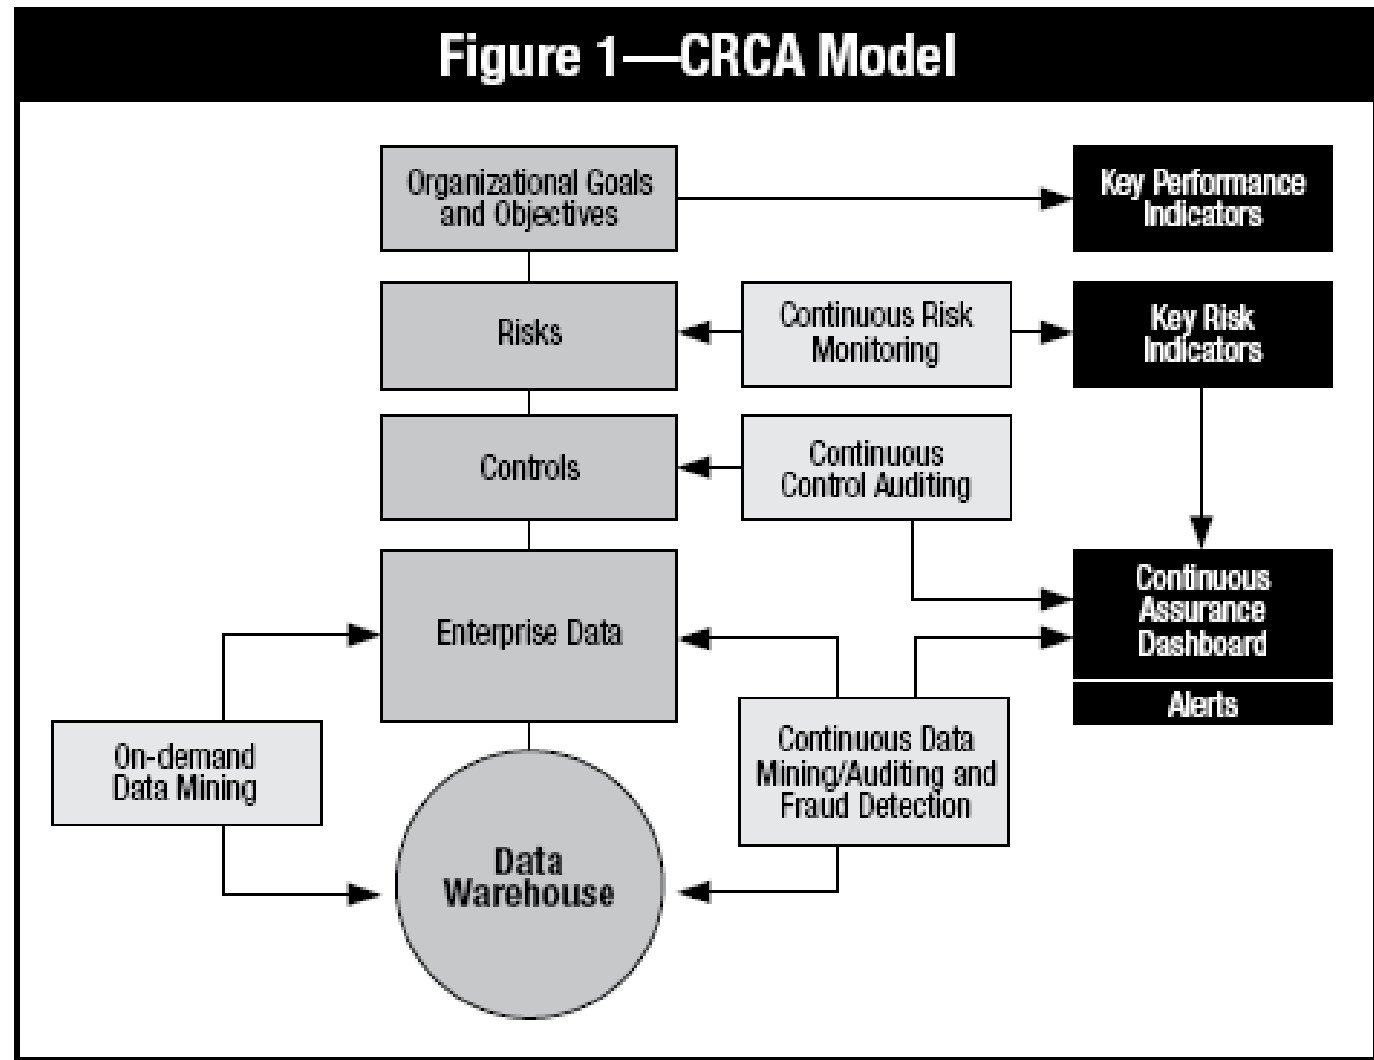 Figure 1—CRCA Model
Organizational Goals
and Objectives
Key Performance
Indicators
Risks
Continuous Risk
Monitoring
Key Risk
Indicators
Controls
Continuous
Control Auditing
Enterprise Data
Continuous
Assurance
Dashboard
Alerts
On-demand
Data Mining
Continuous Data
Mining/Auditing and
Fraud Detection
Data
Warehouse